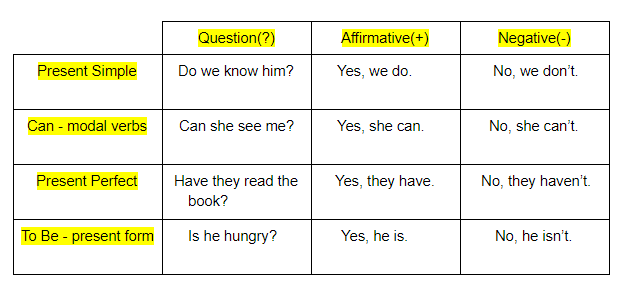 Question(?) Affirmative(+) Negative(-)
Present Simple Do we know him? Yes, we do. No, we don’t.
Can - modal verbs Can she see me? Yes, she can. No, she can’t.
Present Perfect Have they read the Yes, they have. No, they haven’t.
book?
To Be - present form Is he hungry? Yes, he is. No, he isn’t.